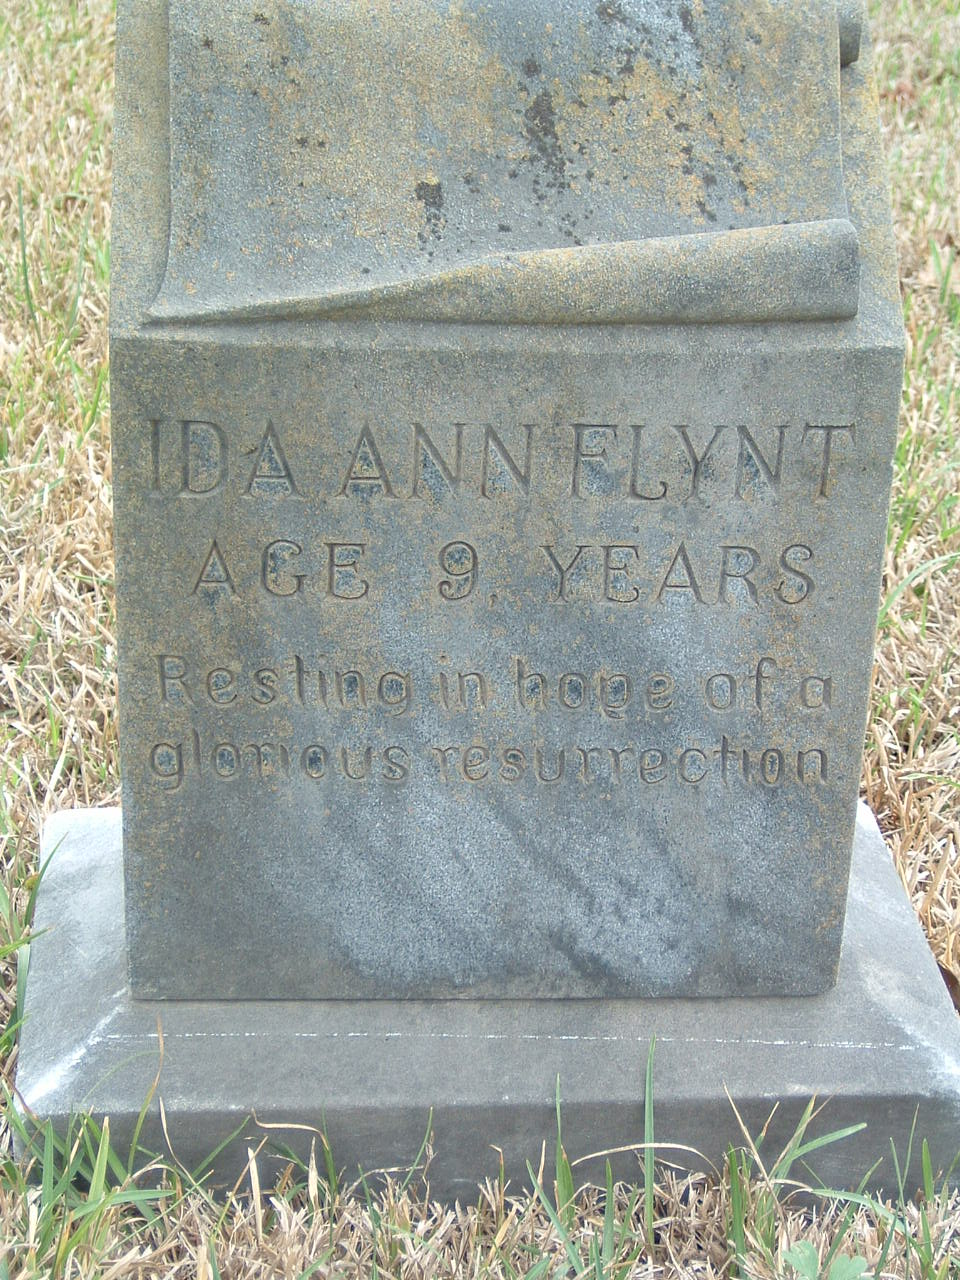 IDA ANN FLYNT
AGE 9 YEARS
Resting in hope of a
glorious resurrection